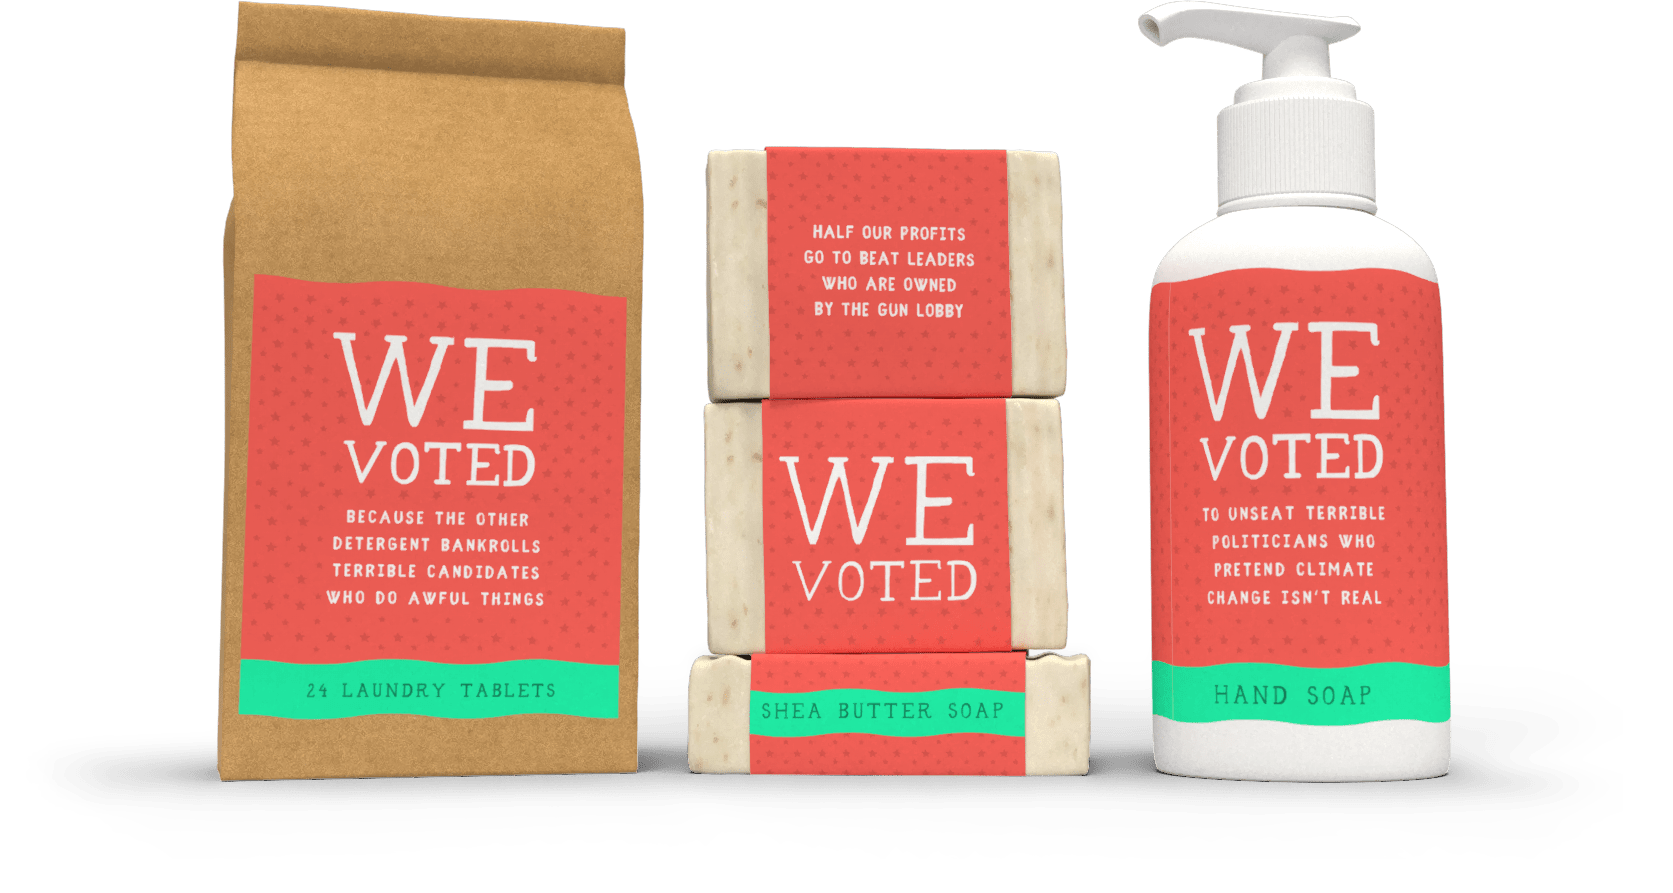 WE
VOTED
BECAUSE THE OTHER
DETERGENT BANKROLLS
TERRIBLE CANDIDATES
WHO DO AWFUL THINGS
24 LAUNDRY TABLETS
HALF OUR PROFITS
GO TO BEAT LEADERS
WHO ARE OWNED
BY THE GUN LOBBY
WE
VOTED
SHEA BUTTER SOAP
WE
VOTED
TO UNSEAT TERRIBLE
POLITICIANS WHO
PRETEND CLIMATE
CHANGE ISN'T REAL
HAND SOAP